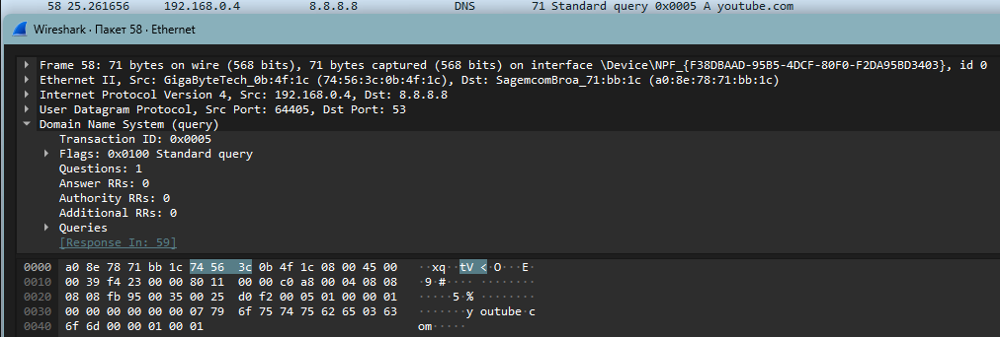 58 25.261656 192.168.0.4 8.8.8.8 DNS 71 Standard query 0x0005 A youtube.com
Wireshark · Пакет 58 · Ethernet
Frame 58: 71 bytes on wire (568 bits), 71 bytes captured (568 bits) on interface \Device\NPF_{F38DBAAD-95B5-4DCF-80F0-F2DA95BD3403}, id 0
Ethernet II, Src: GigaByteTech_0b:4f:1c (74:56:3c:0b:4f:1c), Dst: SagemcomBroa_71:bb:1c (a0:8e:78:71:bb:1c)
Internet Protocol Version 4, Src: 192.168.0.4, Dst: 8.8.8.8
User Datagram Protocol, Src Port: 64405, Dst Port: 53
Domain Name System (query)
Transaction ID: 0x0005
Flags: 0x0100 Standard query
Questions: 1
Answer RRs: 0
Authority RRs: 0
Additional RRs: 0
Queries
[Response In: 59]
0000 a0 8e 78 71 bb 1c 74 56 3c 0b 4f 1c 08 00 45 00 ··xq··tV <·O···E·
0010 00 39 f4 23 00 00 80 11 00 00 c0 a8 00 04 08 08 ·9·#···· ········
0020 08 08 fb 95 00 35 00 25 d0 f2 00 05 01 00 00 01 ·····5·% ········
0030 00 00 00 00 00 00 07 79 6f 75 74 75 62 65 03 63 ·······y outube·c
0040 6f 6d 00 00 01 00 01 om·····